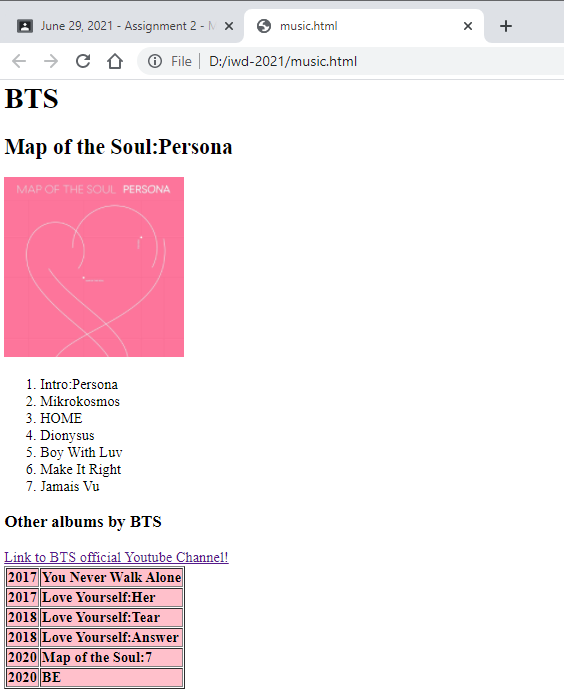 June 29, 2021 - Assignment 2 -
music.html
File D:/iwd-2021/music.html
BTS
Map of the Soul:Persona
MAP OF THE SOUL PERSONA
1. Intro:Persona
2. Mikrokosmos
3. HOME
4. Dionysus
5. Boy With Luv
6. Make It Right
7. Jamais Vu
Other albums by BTS
Link to BTS official Youtube Channel!
2017 You Never Walk Alone
2017 Love Yourself:Her
2018 Love Yourself:Tear
2018 Love Yourself:Answer
2020 Map of the Soul:7
2020 BE